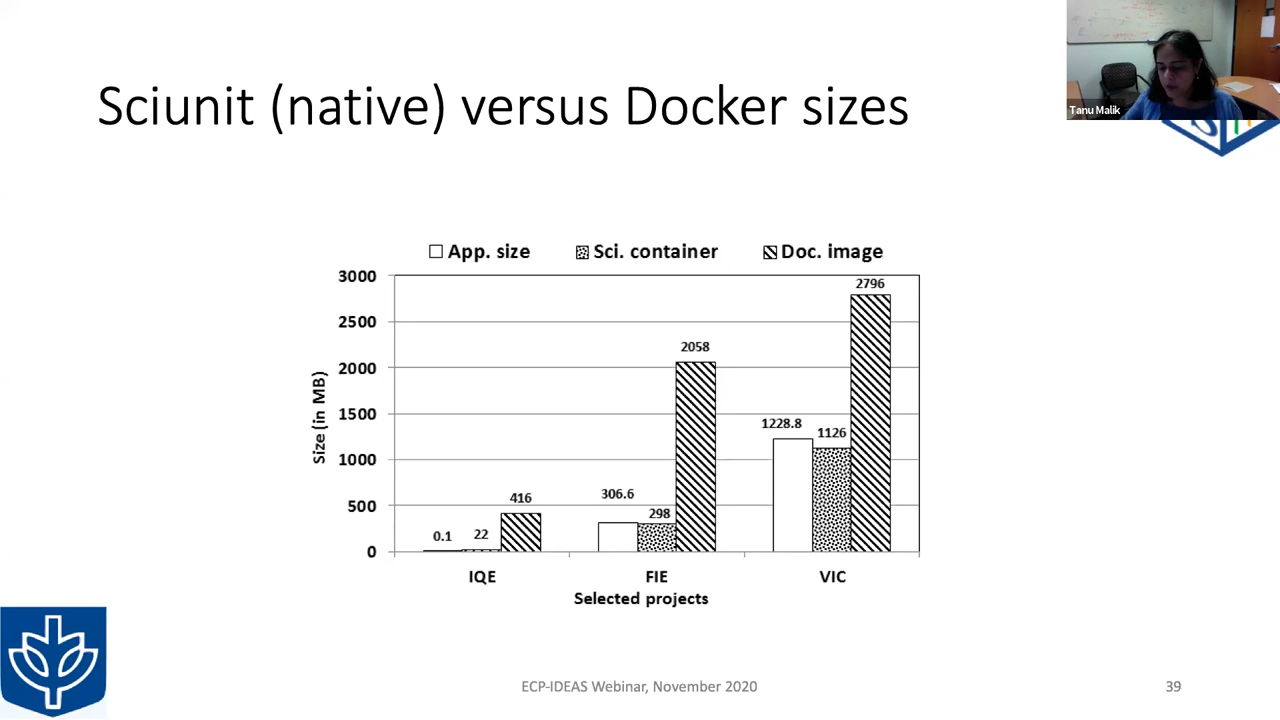 Tanu Malik
Sciunit (native) versus Docker sizes
App. size Sci. container Doc. image
3000
2500
2000
1500
1000
500
0
Size (in MB)
0.1 22 416
306.6 298 2058
1228.8 1126 2796
IQE FIE VIC
Selected projects
ECP-IDEAS Webinar, November 2020 39